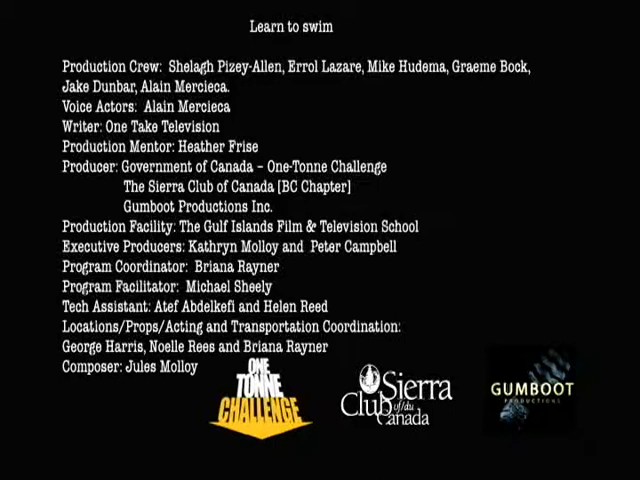 Learn to swim
Production Crew: Shelagh Pizey-Allen, Errol Lazare, Mike Hudema, Graeme Bock,
Jake Dunbar, Alain Mercieca.
Voice Actors: Alain Mercieca
Writer: One Take Television
Production Mentor: Heather Frise
Producer: Government of Canada – One-Tonne Challenge
The Sierra Club of Canada [BC Chapter]
Gumboot Productions Inc.
Production Facility: The Gulf Islands Film & Television School
Executive Producers: Kathryn Molloy and Peter Campbell
Program Coordinator: Briana Rayner
Program Facilitator: Michael Sheely
Tech Assistant: Atef Abdelkefi and Helen Reed
Locations/Props/Acting and Transportation Coordination:
George Harris, Noelle Rees and Briana Rayner
Composer: Jules Molloy
ONE
TONNE
CHALLENGE
Sierra
Club of/du
Canada
GUMBOOT
PRODUCTIONS